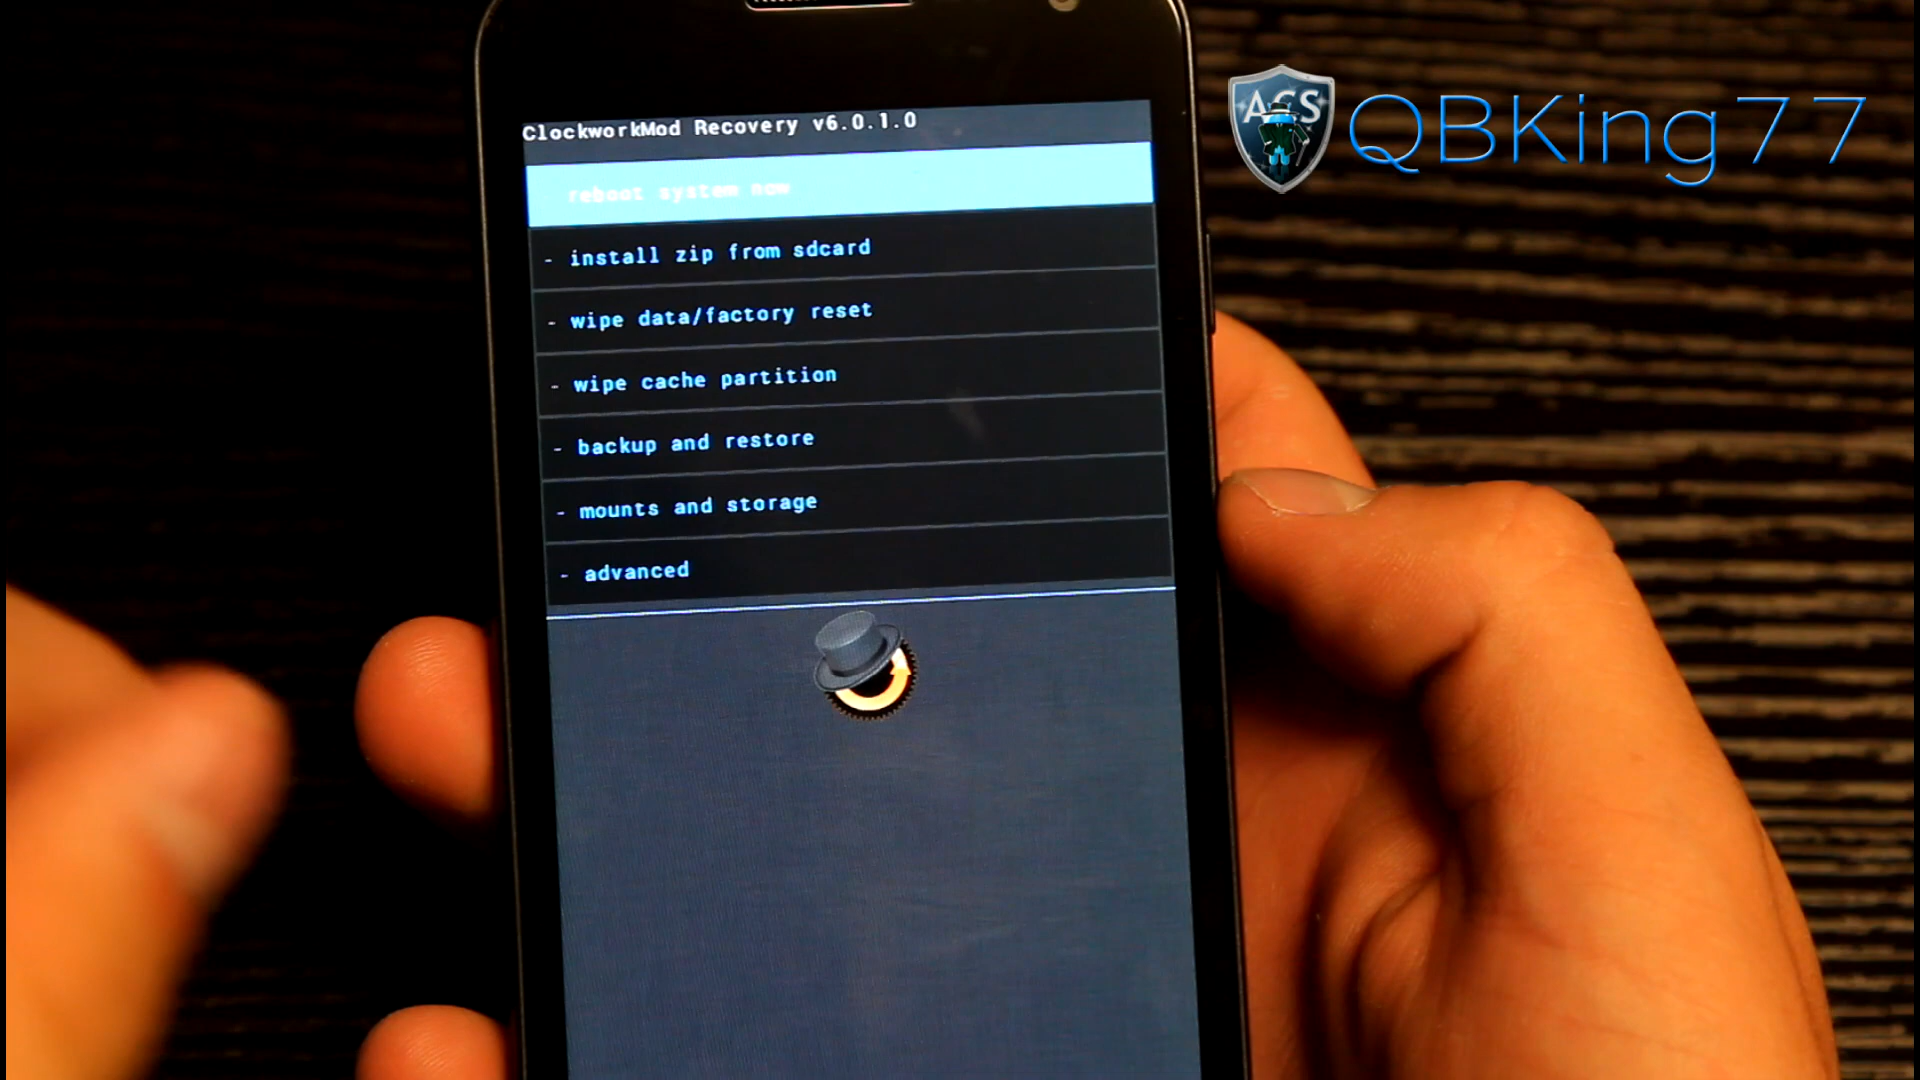 ClockworkMod Recovery v6.0.1.0
reboot system now
- install zip from sdcard
- wipe data/factory reset
- wipe cache partition
- backup and restore
- mounts and storage
- advanced
ACS
QBKing77